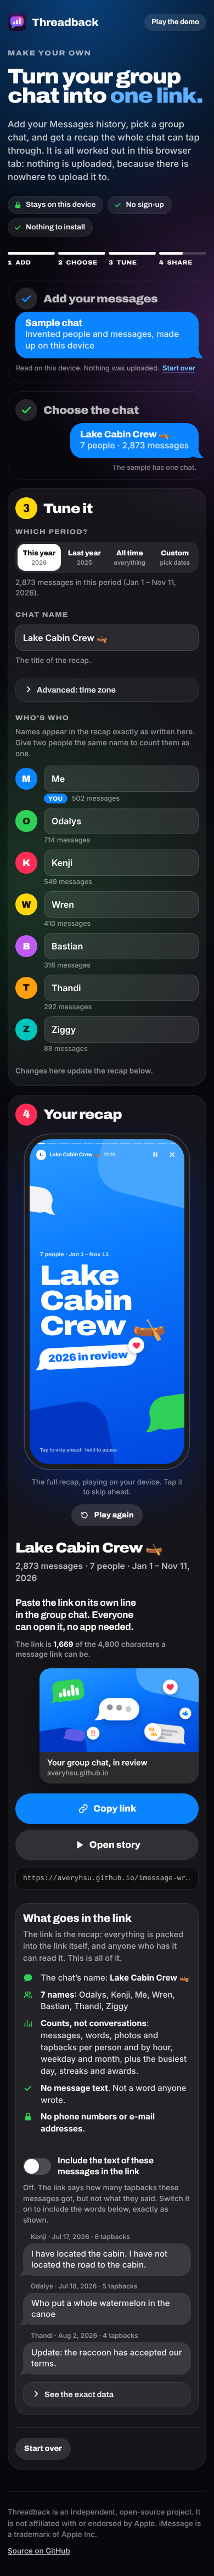 Threadback
Play the demo
MAKE YOUR OWN
Turn your group
chat into one link.
Add your Messages history, pick a group
chat, and get a recap the whole chat can tap
through. It is all worked out in this browser
tab: nothing is uploaded, because there is
nowhere to upload it to.
Stays on this device
No sign-up
Nothing to install
1 ADD
2 CHOOSE
3 TUNE
4 SHARE
Add your messages
Sample chat
Invented people and messages, made
up on this device
Read on this device. Nothing was uploaded. Start over
Choose the chat
Lake Cabin Crew 🛶
7 people · 2,873 messages
The sample has one chat.
3
Tune it
WHICH PERIOD?
This year
2026
Last year
2025
All time
everything
Custom
pick dates
2,873 messages in this period (Jan 1 – Nov 11,
2026).
CHAT NAME
Lake Cabin Crew 🛶
The title of the recap.
Advanced: time zone
WHO'S WHO
Names appear in the recap exactly as written here.
Give two people the same name to count them as
one.
M
Me
YOU 502 messages
O
Odalys
714 messages
K
Kenji
549 messages
W
Wren
410 messages
B
Bastian
318 messages
T
Thandi
292 messages
Z
Ziggy
88 messages
Changes here update the recap below.
4
Your recap
L
Lake Cabin Crew 🛶 2026
7 people · Jan 1 – Nov 11
Lake
Cabin
Crew 🛶
2026 in review
Tap to skip ahead · hold to pause
The full recap, playing on your device. Tap it
to skip ahead.
Play again
Lake Cabin Crew 🛶
2,873 messages · 7 people · Jan 1 – Nov 11,
2026
Paste the link on its own line
in the group chat. Everyone
can open it, no app needed.
The link is 1,669 of the 4,800 characters a
message link can be.
!!
HA
HA
Your group chat, in review
averyhsu.github.io
Copy link
Open story
https://averyhsu.github.io/imessage-wr…
What goes in the link
The link is the recap: everything is packed
into the link itself, and anyone who has it
can read it. This is all of it.
The chat's name: Lake Cabin Crew 🛶
7 names: Odalys, Kenji, Me, Wren,
Bastian, Thandi, Ziggy
Counts, not conversations:
messages, words, photos and
tapbacks per person and by hour,
weekday and month, plus the busiest
day, streaks and awards.
No message text. Not a word anyone
wrote.
No phone numbers or e-mail
addresses.
Include the text of these
messages in the link
Off. The link says how many tapbacks these
messages got, but not what they said. Switch it
on to include the words below, exactly as
shown.
Kenji · Jul 17, 2026 · 6 tapbacks
I have located the cabin. I have not
located the road to the cabin.
Odalys · Jul 18, 2026 · 5 tapbacks
Who put a whole watermelon in the
canoe
Thandi · Aug 2, 2026 · 4 tapbacks
Update: the raccoon has accepted our
terms.
See the exact data
Start over
Threadback is an independent, open-source project. It
is not affiliated with or endorsed by Apple. iMessage is
a trademark of Apple Inc.
Source on GitHub